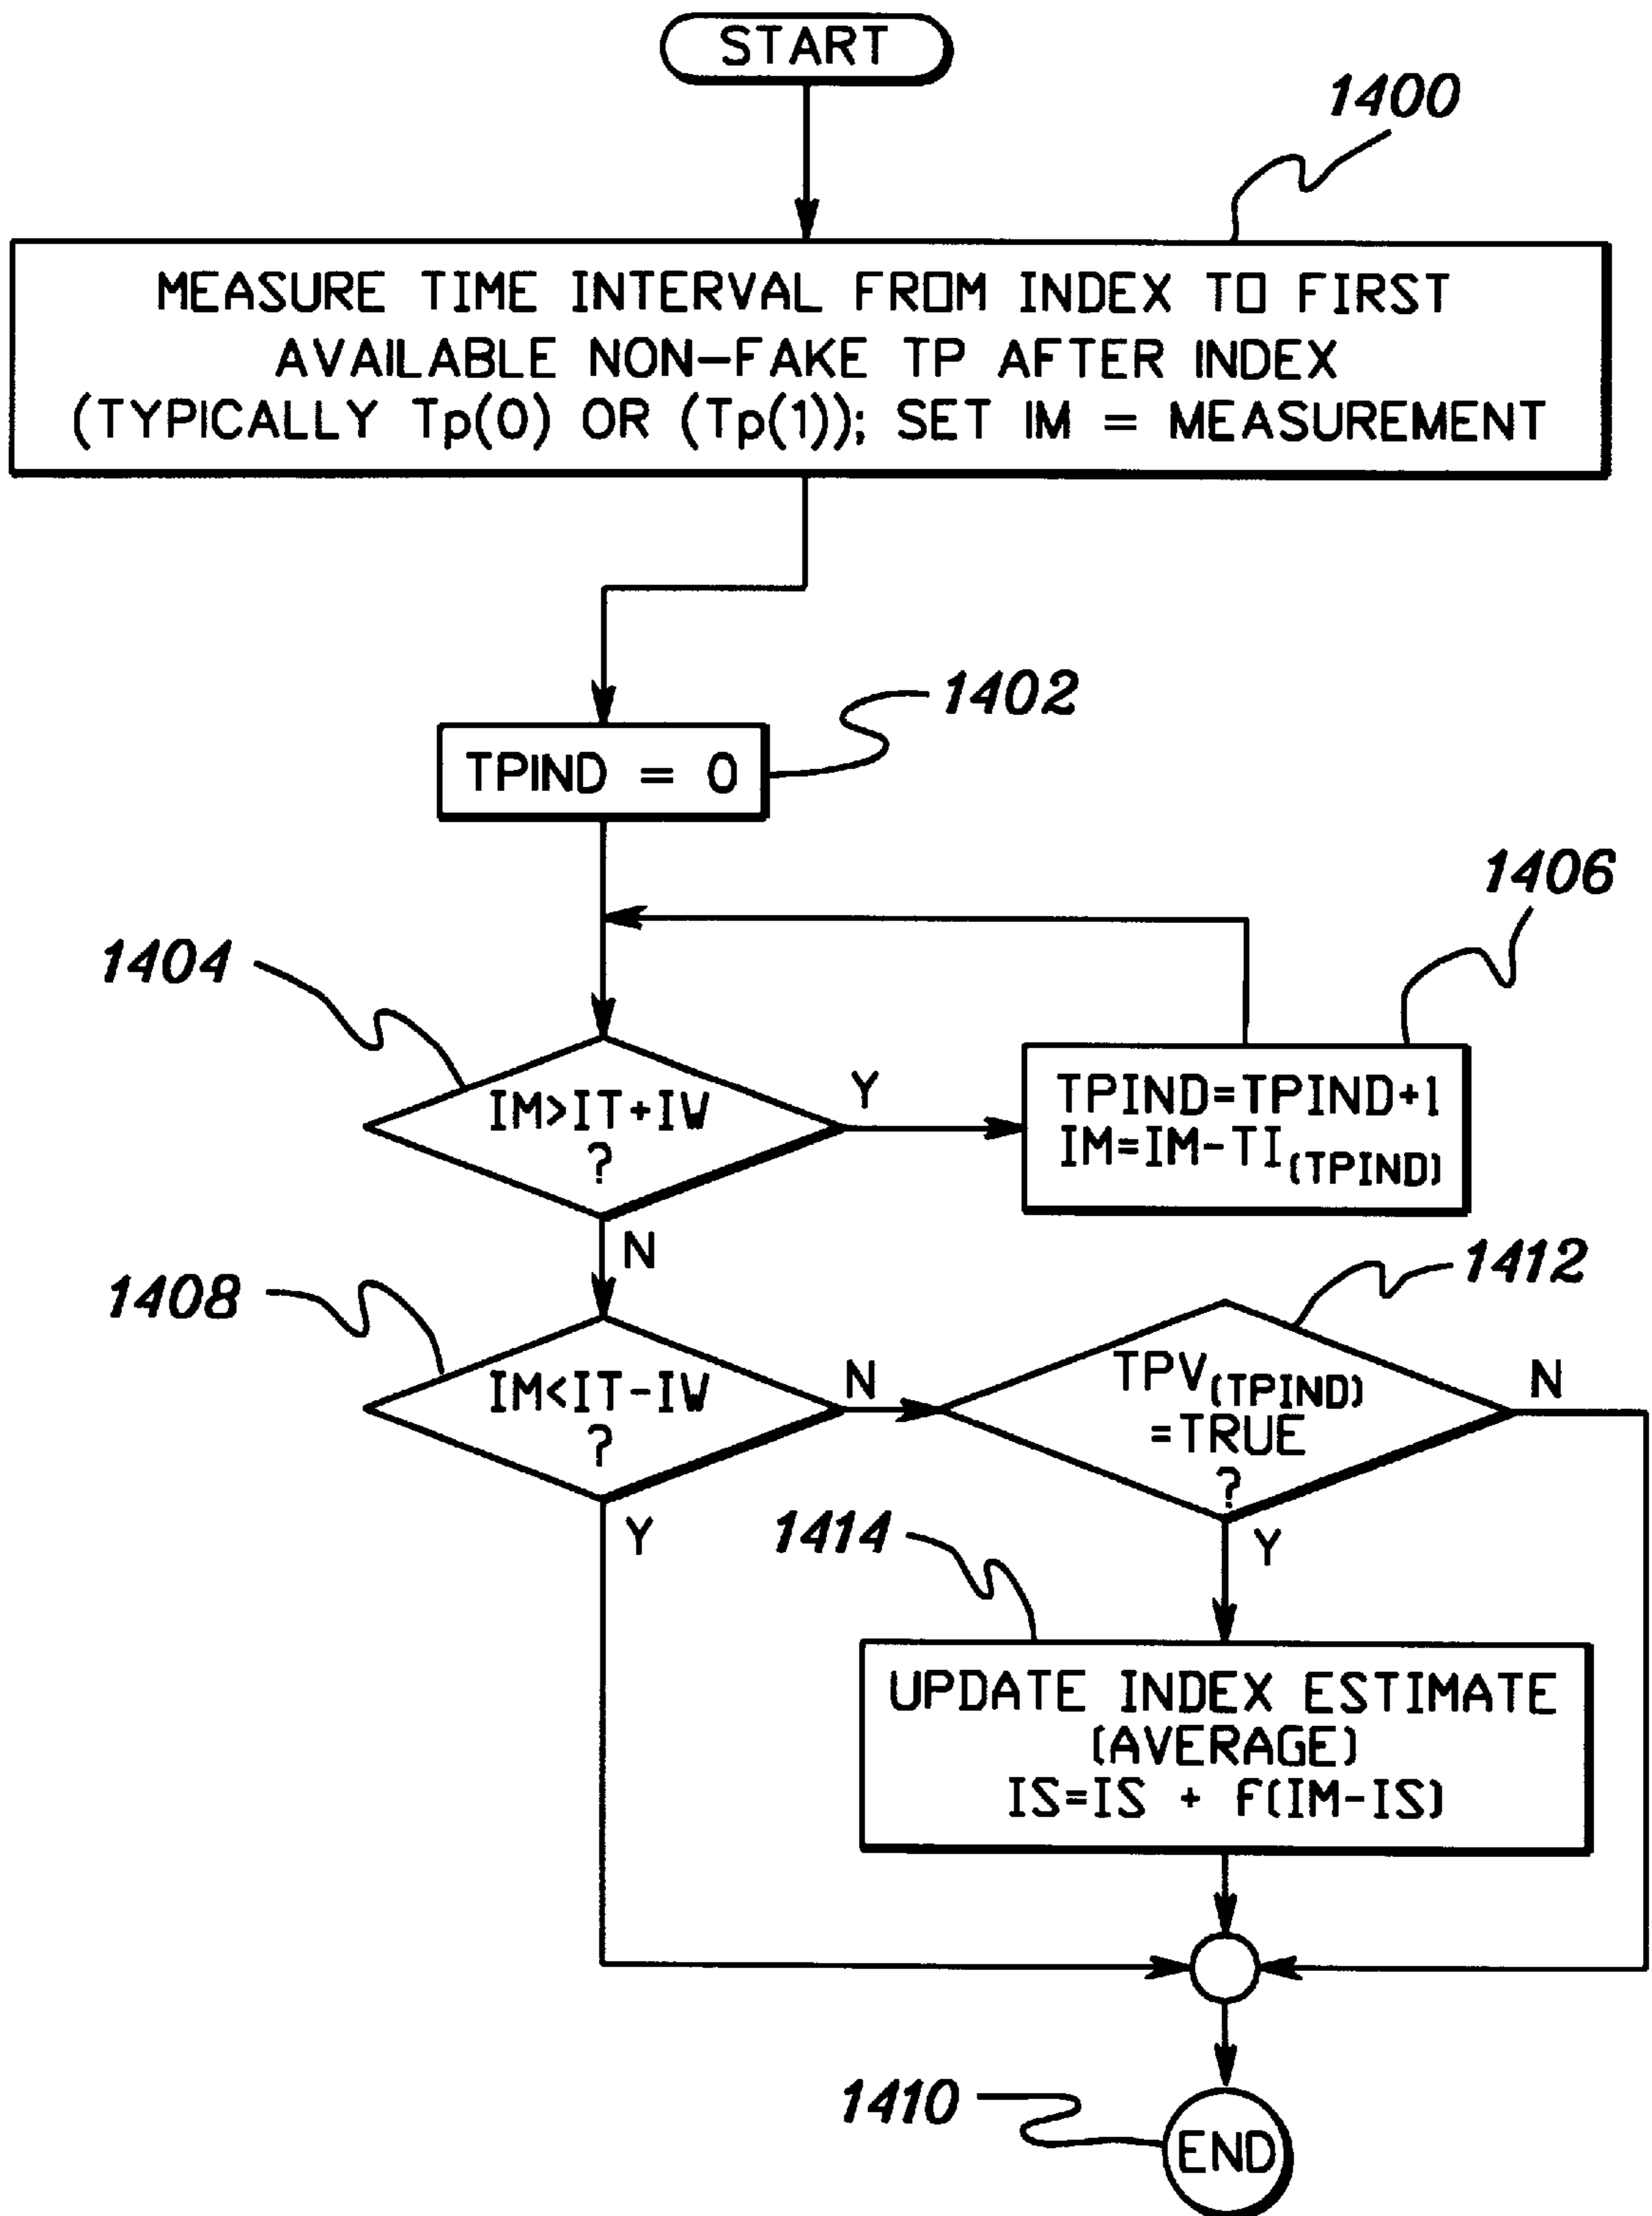 START
1400
MEASURE TIME INTERVAL FROM INDEX TO FIRST
AVAILABLE NON-FAKE TP AFTER INDEX
(TYPICALLY Tp(0) OR (Tp(1)); SET IM = MEASUREMENT
1402
TPIND = 0
1406
1404
IM>IT+IW
?
Y
TPIND=TPIND+1
IM=IM-TI(TPIND)
N
1412
1408
IM<IT-IW
?
N
TPV(TPIND)
=TRUE
?
N
Y
1414
Y
UPDATE INDEX ESTIMATE
(AVERAGE)
IS=IS + f(IM-IS)
1410
END